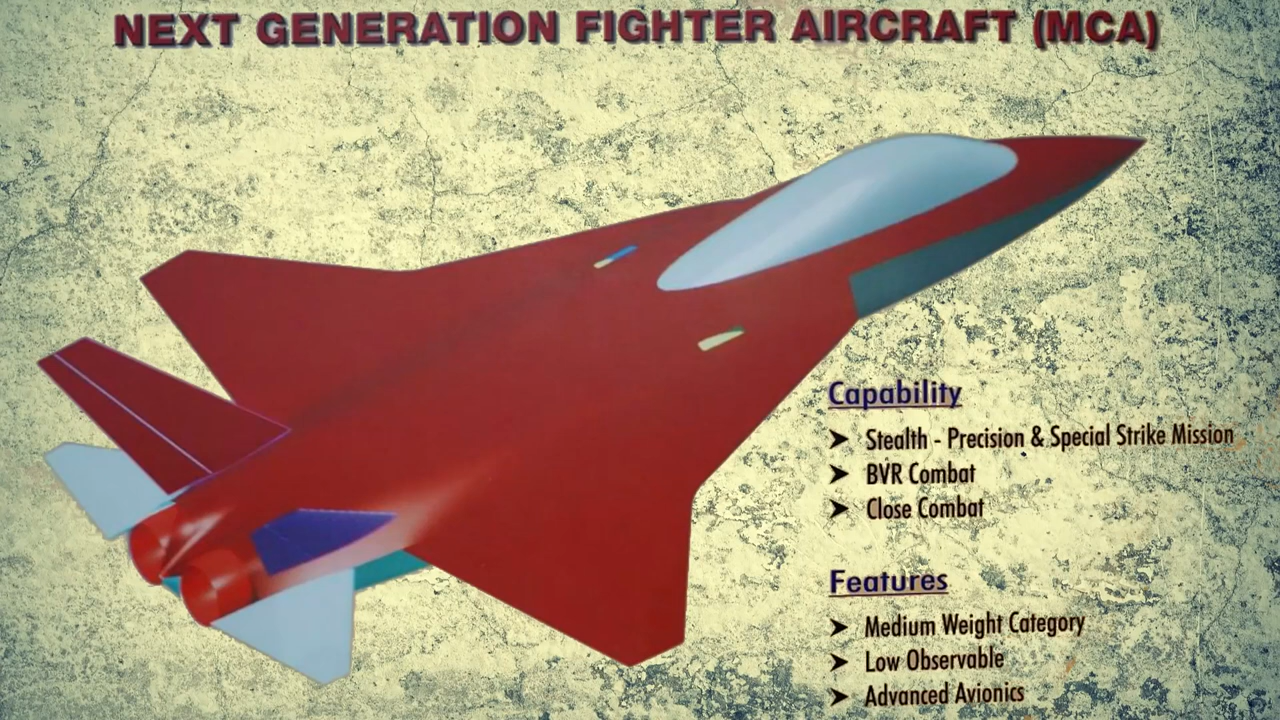 NEXT GENERATION FIGHTER AIRCRAFT (MCA)
Capability
➤ Stealth - Precision & Special Strike Mission
➤ BVR Combat
➤ Close Combat
Features
➤ Medium Weight Category
➤ Low Observable
➤ Advanced Avionics